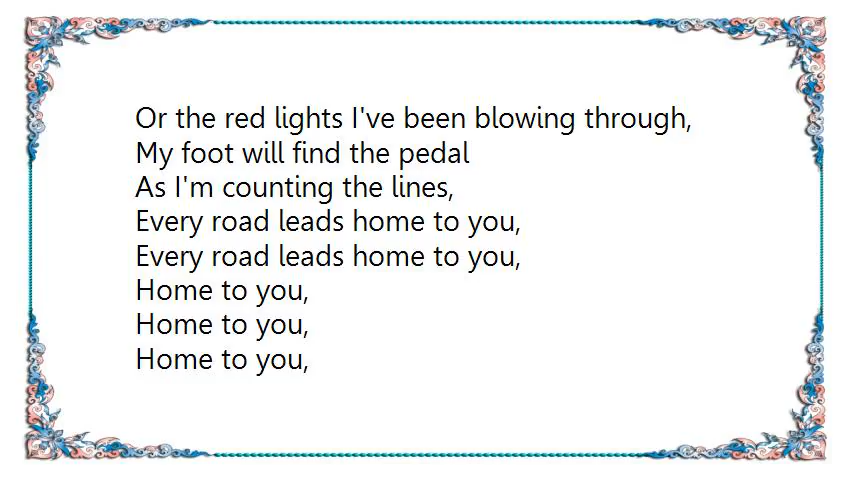 Or the red lights I've been blowing through,
My foot will find the pedal
As I'm counting the lines,
Every road leads home to you,
Every road leads home to you,
Home to you,
Home to you,
Home to you,